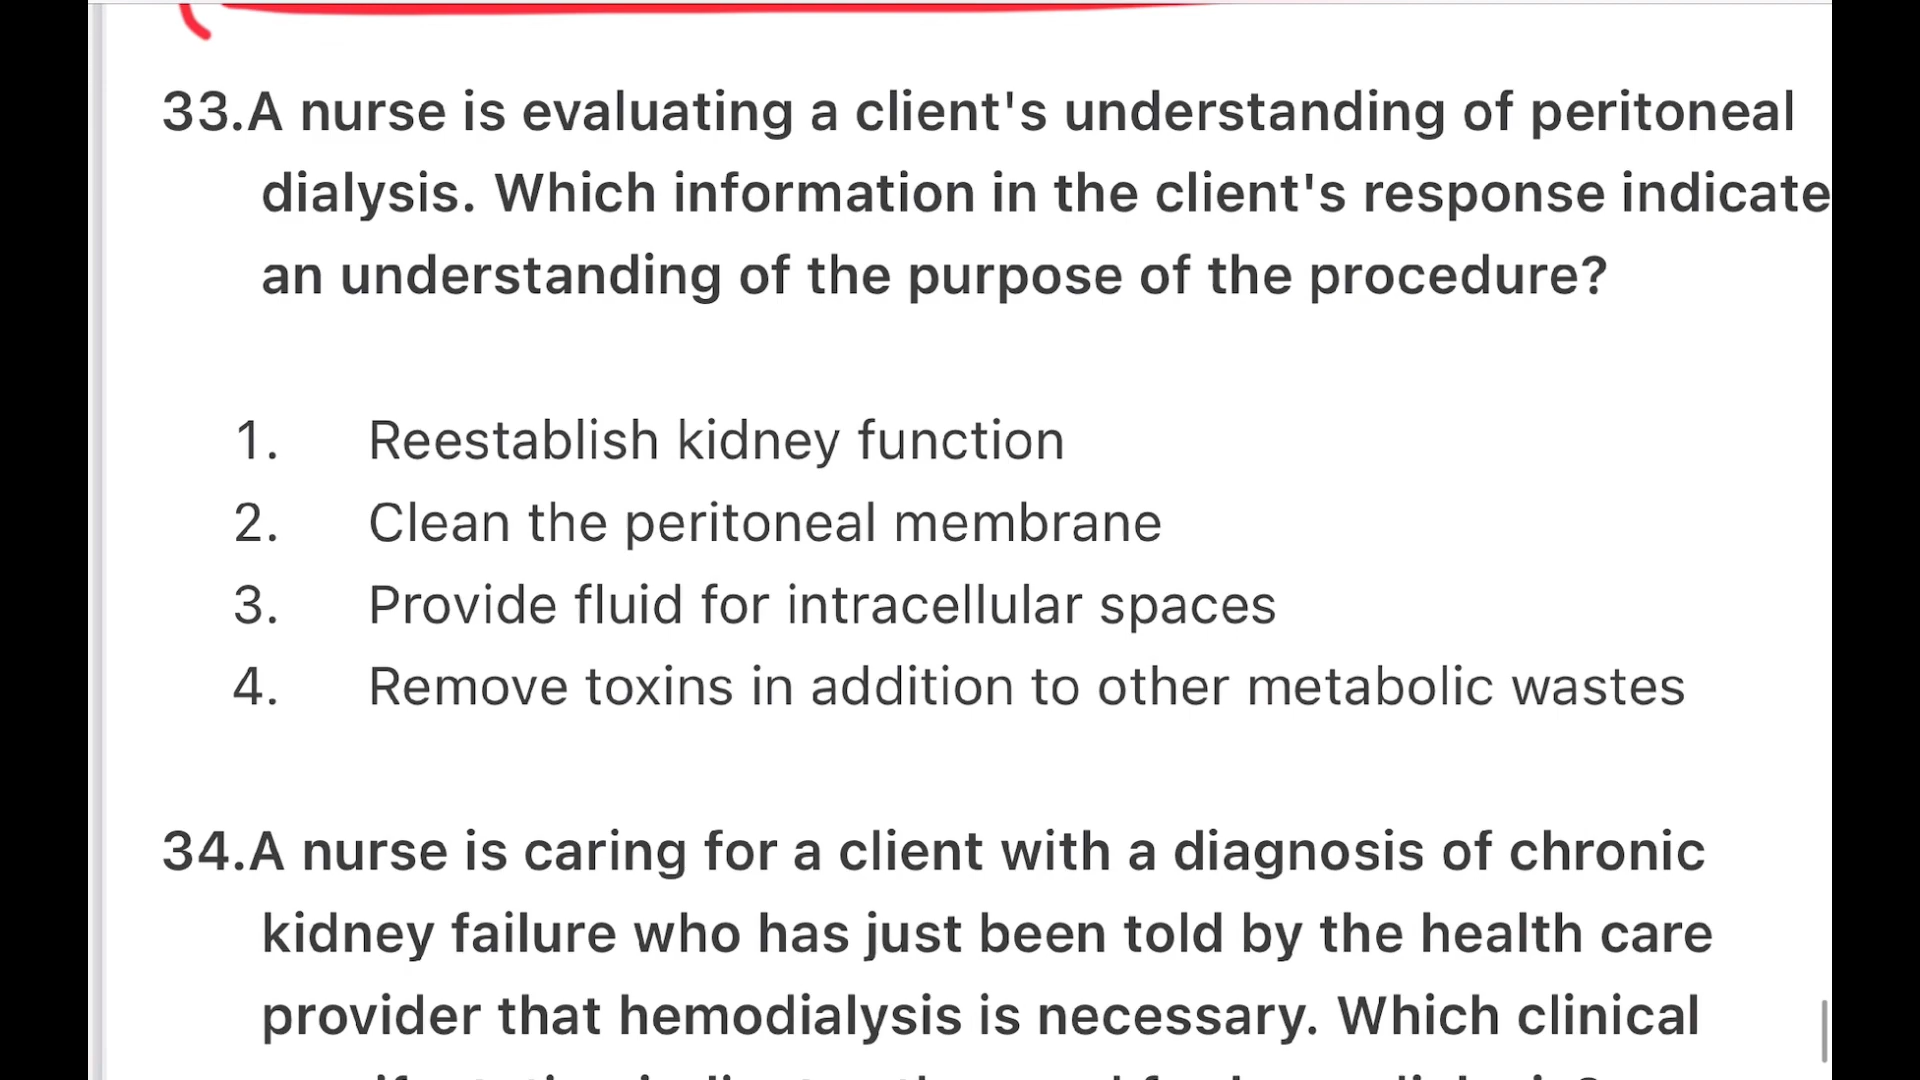 33.A nurse is evaluating a client's understanding of peritoneal
dialysis. Which information in the client's response indicate
an understanding of the purpose of the procedure?
1. Reestablish kidney function
2. Clean the peritoneal membrane
3. Provide fluid for intracellular spaces
4. Remove toxins in addition to other metabolic wastes
34.A nurse is caring for a client with a diagnosis of chronic
kidney failure who has just been told by the health care
provider that hemodialysis is necessary. Which clinical